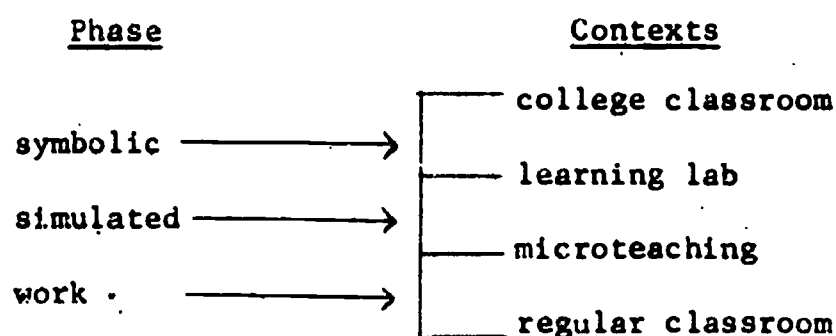 Phase Contexts
college classroom
symbolic
learning lab
simulated
microteaching
work
regular classroom